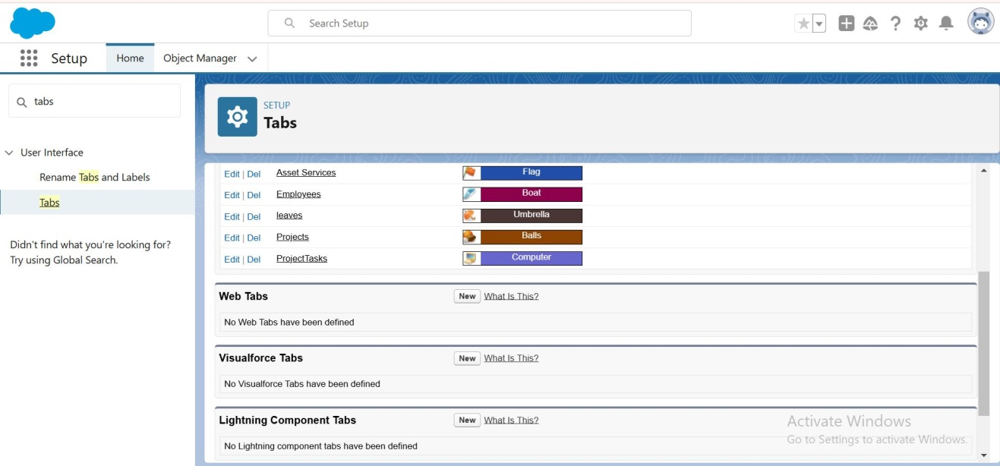 Search Setup
Setup
Home
Object Manager
tabs
User Interface
Rename Tabs and Labels
Tabs
Didn't find what you're looking for?
Try using Global Search.
SETUP
Tabs
Edit | Del Asset Services Flag
Edit | Del Employees Boat
Edit | Del leaves Umbrella
Edit | Del Projects Balls
Edit | Del ProjectTasks Computer
Web Tabs New What Is This?
No Web Tabs have been defined
Visualforce Tabs New What Is This?
No Visualforce Tabs have been defined
Lightning Component Tabs New What Is This?
No Lightning component tabs have been defined
Activate Windows
Go to Settings to activate Windows.